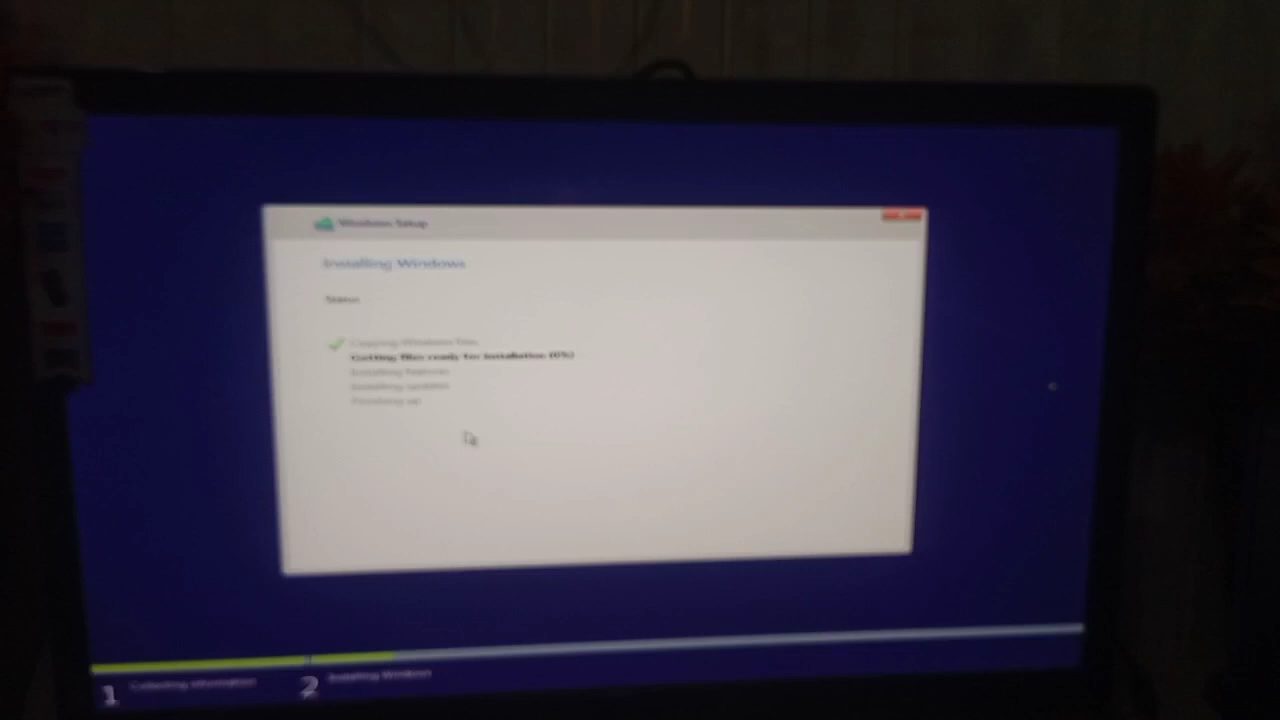 Windows Setup
Installing Windows
Status
Copying Windows files
Getting files ready for installation (0%)
Installing features
Installing updates
Finishing up
1 Collecting information
2 Installing Windows